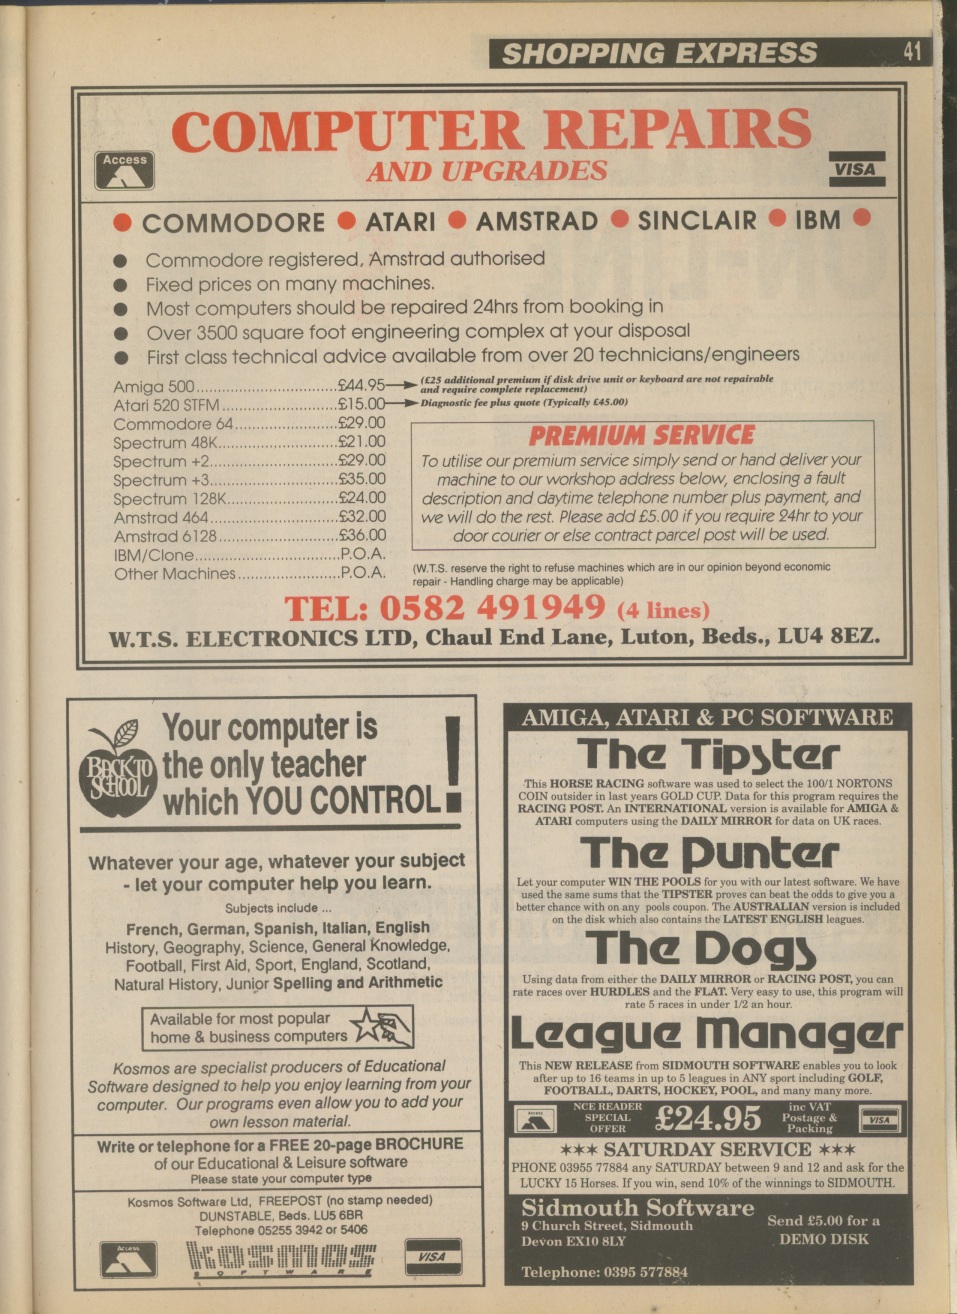 SHOPPING EXPRESS 41
COMPUTER REPAIRS
AND UPGRADES
Access
VISA
● COMMODORE ● ATARI ● AMSTRAD ● SINCLAIR ● IBM ●
● Commodore registered, Amstrad authorised
● Fixed prices on many machines.
● Most computers should be repaired 24hrs from booking in
● Over 3500 square foot engineering complex at your disposal
● First class technical advice available from over 20 technicians/engineers
Amiga 500..............................£44.95
(£25 additional premium if disk drive unit or keyboard are not repairable
and require complete replacement)
Atari 520 STFM.........................£15.00
Diagnostic fee plus quote (Typically £45.00)
Commodore 64......................£29.00
Spectrum 48K..........................£21.00
Spectrum +2...........................£29.00
Spectrum +3...........................£35.00
Spectrum 128K........................£24.00
Amstrad 464............................£32.00
Amstrad 6128..........................£36.00
IBM/Clone................................P.O.A.
Other Machines.......................P.O.A.
PREMIUM SERVICE
To utilise our premium service simply send or hand deliver your
machine to our workshop address below, enclosing a fault
description and daytime telephone number plus payment, and
we will do the rest. Please add £5.00 if you require 24hr to your
door courier or else contract parcel post will be used.
(W.T.S. reserve the right to refuse machines which are in our opinion beyond economic
repair - Handling charge may be applicable)
TEL: 0582 491949 (4 lines)
W.T.S. ELECTRONICS LTD, Chaul End Lane, Luton, Beds., LU4 8EZ.
BACK TO
SCHOOL
Your computer is
the only teacher
which YOU CONTROL!
Whatever your age, whatever your subject
- let your computer help you learn.
Subjects include ...
French, German, Spanish, Italian, English
History, Geography, Science, General Knowledge,
Football, First Aid, Sport, England, Scotland,
Natural History, Junior Spelling and Arithmetic
Available for most popular
home & business computers
Kosmos are specialist producers of Educational
Software designed to help you enjoy learning from your
computer. Our programs even allow you to add your
own lesson material.
Write or telephone for a FREE 20-page BROCHURE
of our Educational & Leisure software
Please state your computer type
Kosmos Software Ltd, FREEPOST (no stamp needed)
DUNSTABLE, Beds. LU5 6BR
Telephone 05255 3942 or 5406
Access
kosmos
SOFTWARE
VISA
AMIGA, ATARI & PC SOFTWARE
The Tipster
This HORSE RACING software was used to select the 100/1 NORTONS
COIN outsider in last years GOLD CUP. Data for this program requires the
RACING POST. An INTERNATIONAL version is available for AMIGA &
ATARI computers using the DAILY MIRROR for data on UK races.
The Punter
Let your computer WIN THE POOLS for you with our latest software. We have
used the same sums that the TIPSTER proves can beat the odds to give you a
better chance with on any pools coupon. The AUSTRALIAN version is included
on the disk which also contains the LATEST ENGLISH leagues.
The Dogs
Using data from either the DAILY MIRROR or RACING POST, you can
rate races over HURDLES and the FLAT. Very easy to use, this program will
rate 5 races in under 1/2 an hour.
League Manager
This NEW RELEASE from SIDMOUTH SOFTWARE enables you to look
after up to 16 teams in up to 5 leagues in ANY sport including GOLF,
FOOTBALL, DARTS, HOCKEY, POOL, and many many more.
Access
NCE READER
SPECIAL
OFFER
£24.95
inc VAT
Postage &
Packing
VISA
★★★ SATURDAY SERVICE ★★★
PHONE 03955 77884 any SATURDAY between 9 and 12 and ask for the
LUCKY 15 Horses. If you win, send 10% of the winnings to SIDMOUTH.
Sidmouth Software
9 Church Street, Sidmouth
Devon EX10 8LY
Send £5.00 for a
DEMO DISK
Telephone: 0395 577884